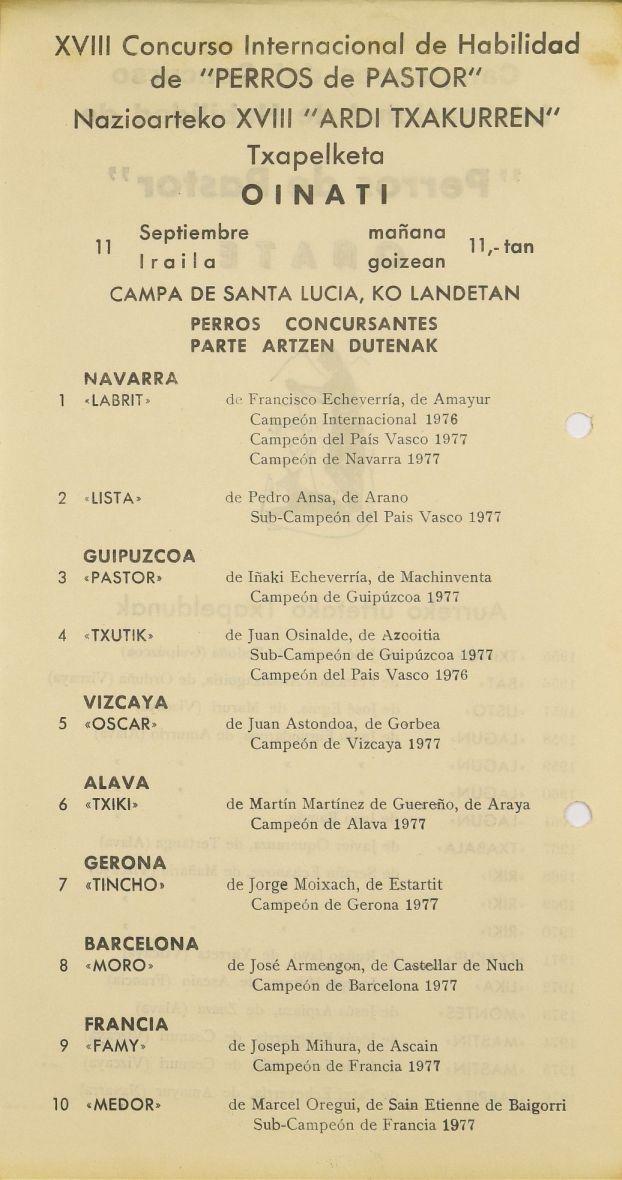 XVIII Concurso Internacional de Habilidad
de "PERROS de PASTOR"
Nazioarteko XVIII "ARDI TXAKURREN"
Txapelketa
OINATI
11 Septiembre mañana 11,-tan
Iraila goizean
CAMPA DE SANTA LUCIA, KO LANDETAN
PERROS CONCURSANTES
PARTE ARTZEN DUTENAK
NAVARRA
1 «LABRIT» de Francisco Echeverría, de Amayur
Campeón Internacional 1976
Campeón del País Vasco 1977
Campeón de Navarra 1977
2 «LISTA» de Pedro Ansa, de Arano
Sub-Campeón del Pais Vasco 1977
GUIPUZCOA
3 «PASTOR» de Iñaki Echeverría, de Machinventa
Campeón de Guipúzcoa 1977
4 «TXUTIK» de Juan Osinalde, de Azcoitia
Sub-Campeón de Guipúzcoa 1977
Campeón del Pais Vasco 1976
VIZCAYA
5 «OSCAR» de Juan Astondoa, de Gorbea
Campeón de Vizcaya 1977
ALAVA
6 «TXIKI» de Martín Martínez de Guereño, de Araya
Campeón de Alava 1977
GERONA
7 «TINCHO» de Jorge Moixach, de Estartit
Campeón de Gerona 1977
BARCELONA
8 «MORO» de José Armengon, de Castellar de Nuch
Campeón de Barcelona 1977
FRANCIA
9 «FAMY» de Joseph Mihura, de Ascain
Campeón de Francia 1977
10 «MEDOR» de Marcel Oregui, de Sain Etienne de Baigorri
Sub-Campeón de Francia 1977